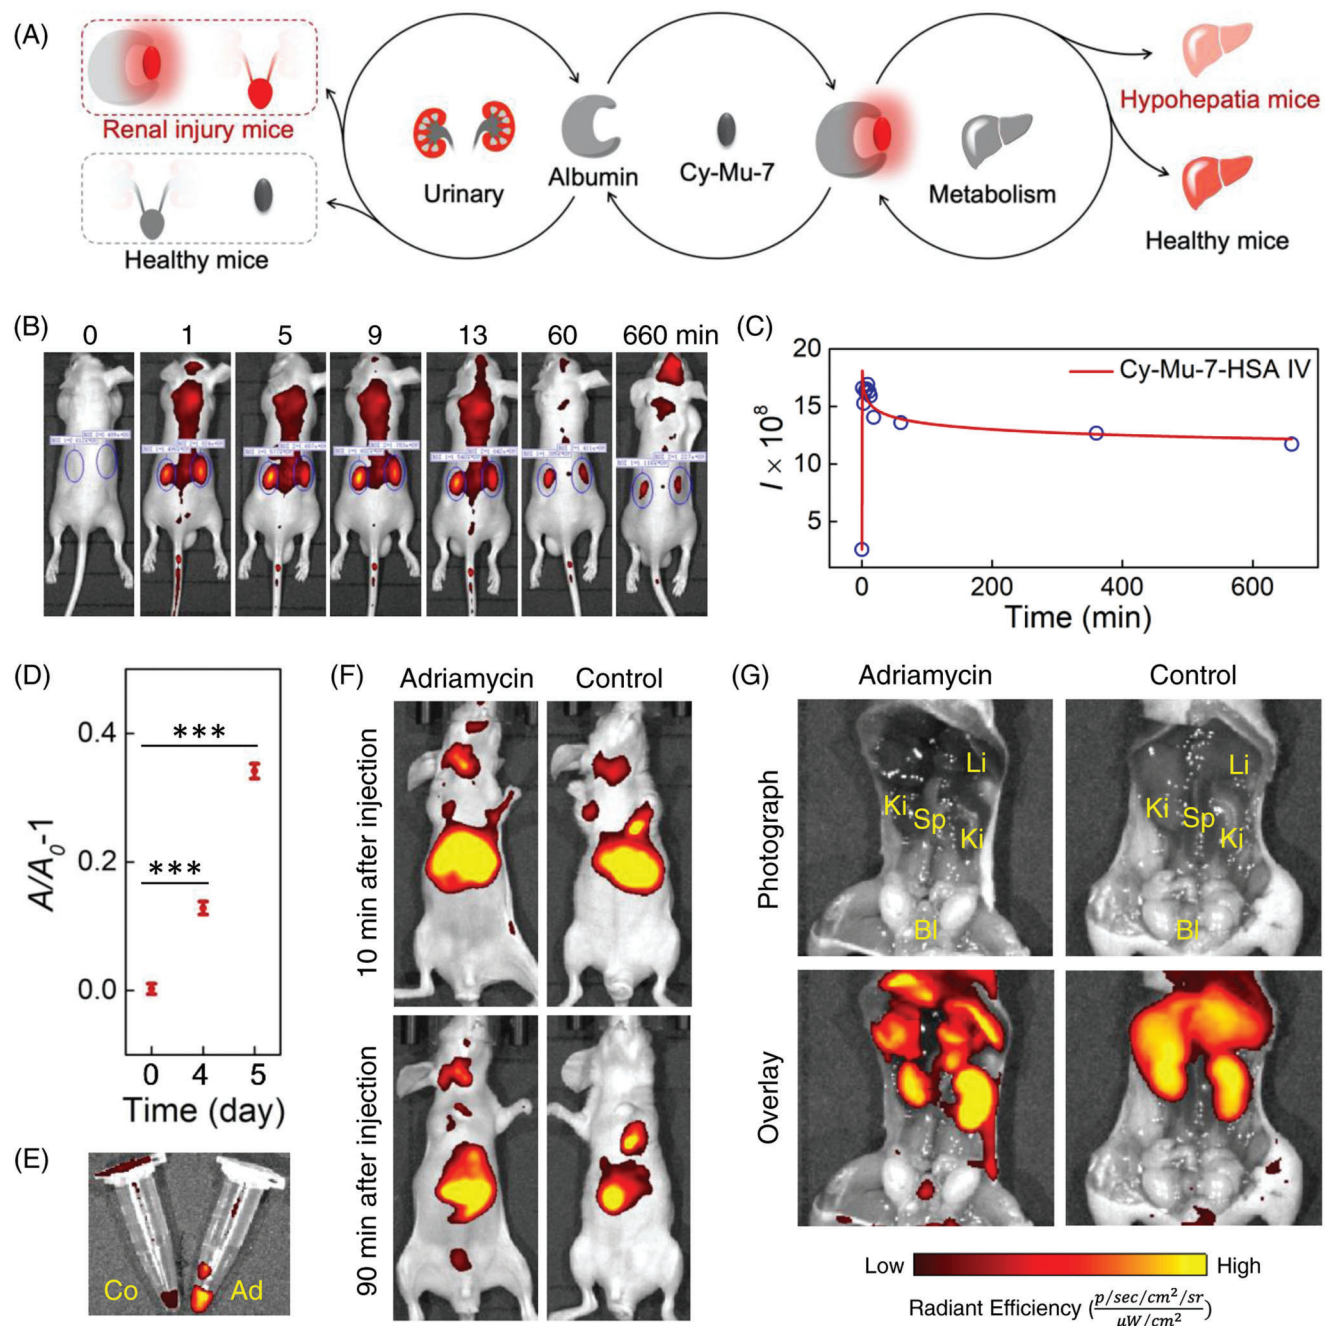 (A)
Renal injury mice
Healthy mice
Urinary
Albumin
Cy-Mu-7
Metabolism
Hypohepatia mice
Healthy mice
(B)
0 1 5 9 13 60 660 min
(C)
20
15
10
5
I × 10⁸
Cy-Mu-7-HSA IV
0 200 400 600
Time (min)
(D)
0.4
0.2
0.0
A/A₀-1
***
***
0 4 5
Time (day)
(E)
Co Ad
(F)
Adriamycin Control
10 min after injection
90 min after injection
(G)
Adriamycin Control
Photograph
Li
Ki
Sp
Ki
Bl
Li
Ki
Sp
Ki
Bl
Overlay
Low High
Radiant Efficiency (p/sec/cm²/sr / µW/cm²)